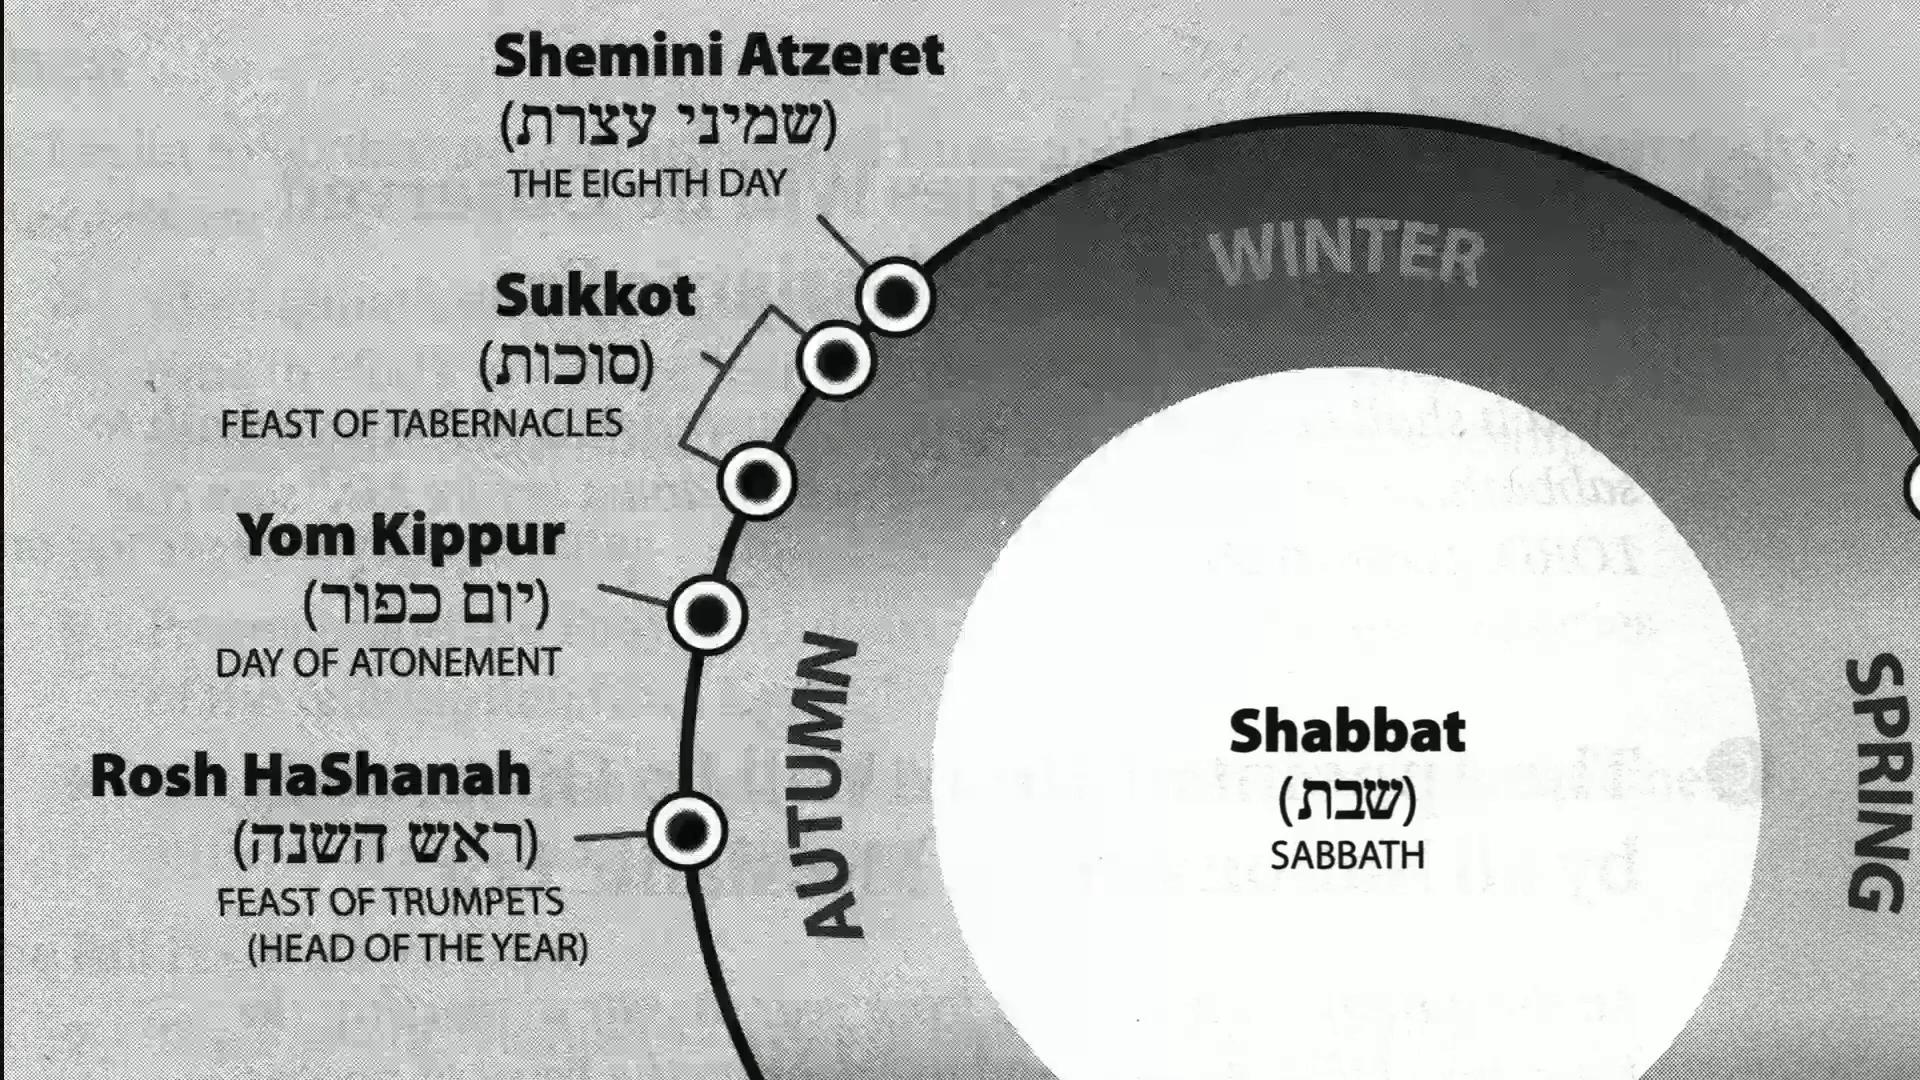 Shemini Atzeret
(שמיני עצרת)
THE EIGHTH DAY
Sukkot
(סוכות)
FEAST OF TABERNACLES
Yom Kippur
(יום כפור)
DAY OF ATONEMENT
Rosh HaShanah
(ראש השנה)
FEAST OF TRUMPETS
(HEAD OF THE YEAR)
WINTER
AUTUMN
Shabbat
(שבת)
SABBATH
SPRING